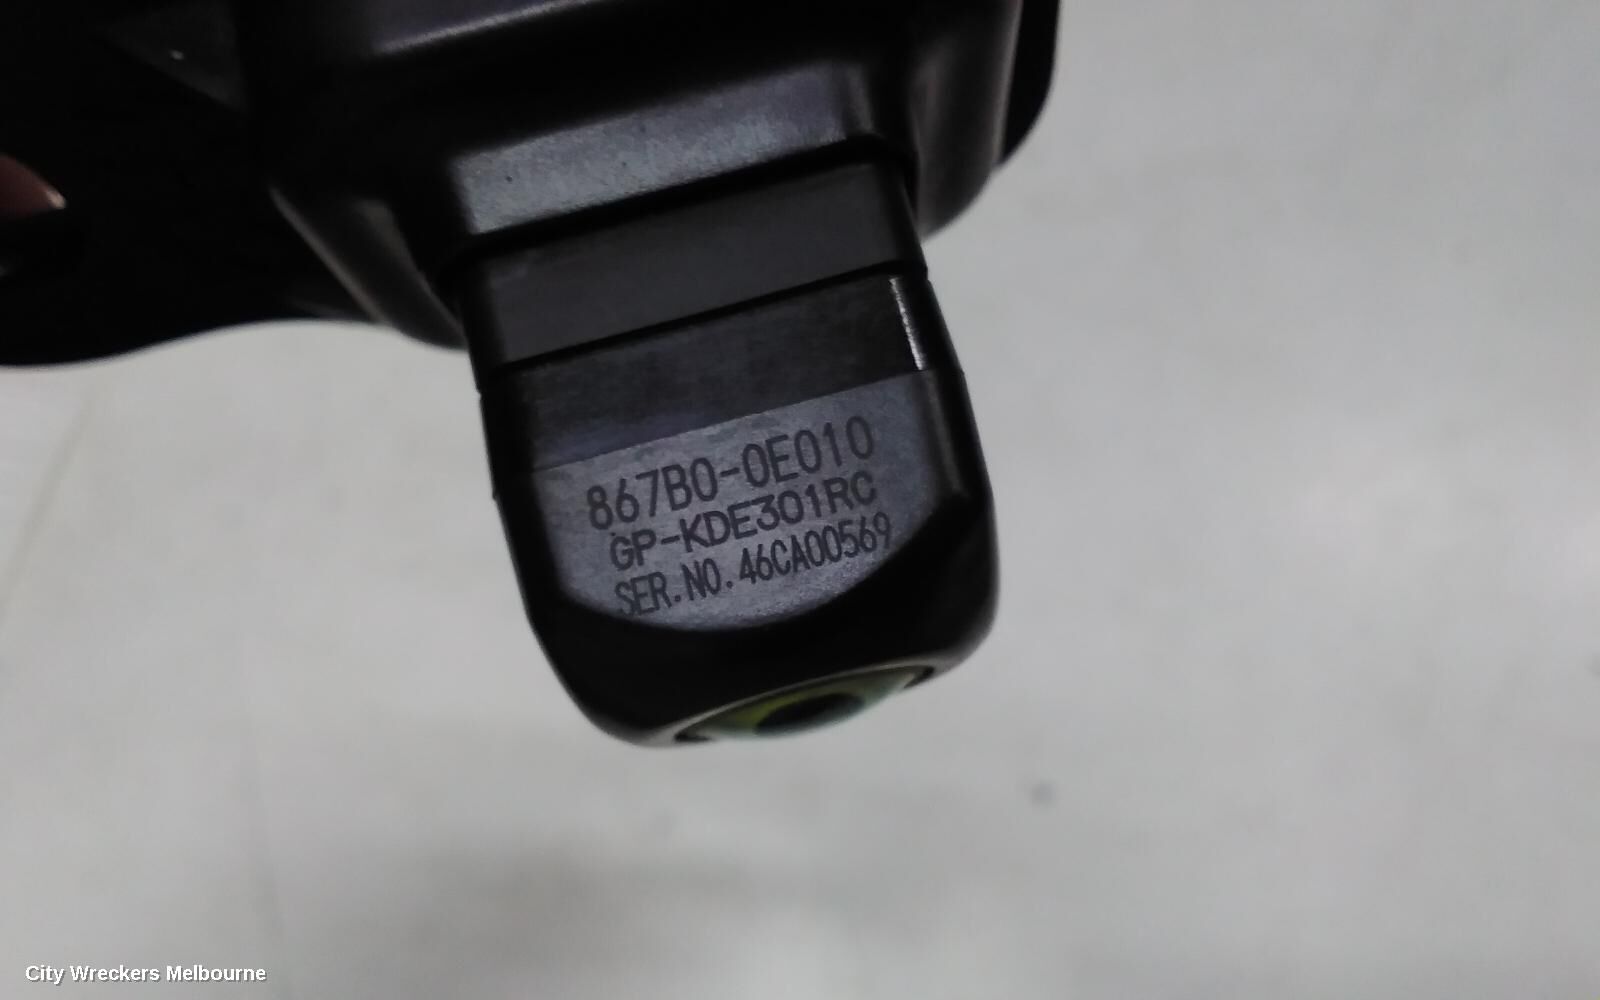 867B0-0E010
GP-KDE301RC
SER.NO.46CA00569
City Wreckers Melbourne